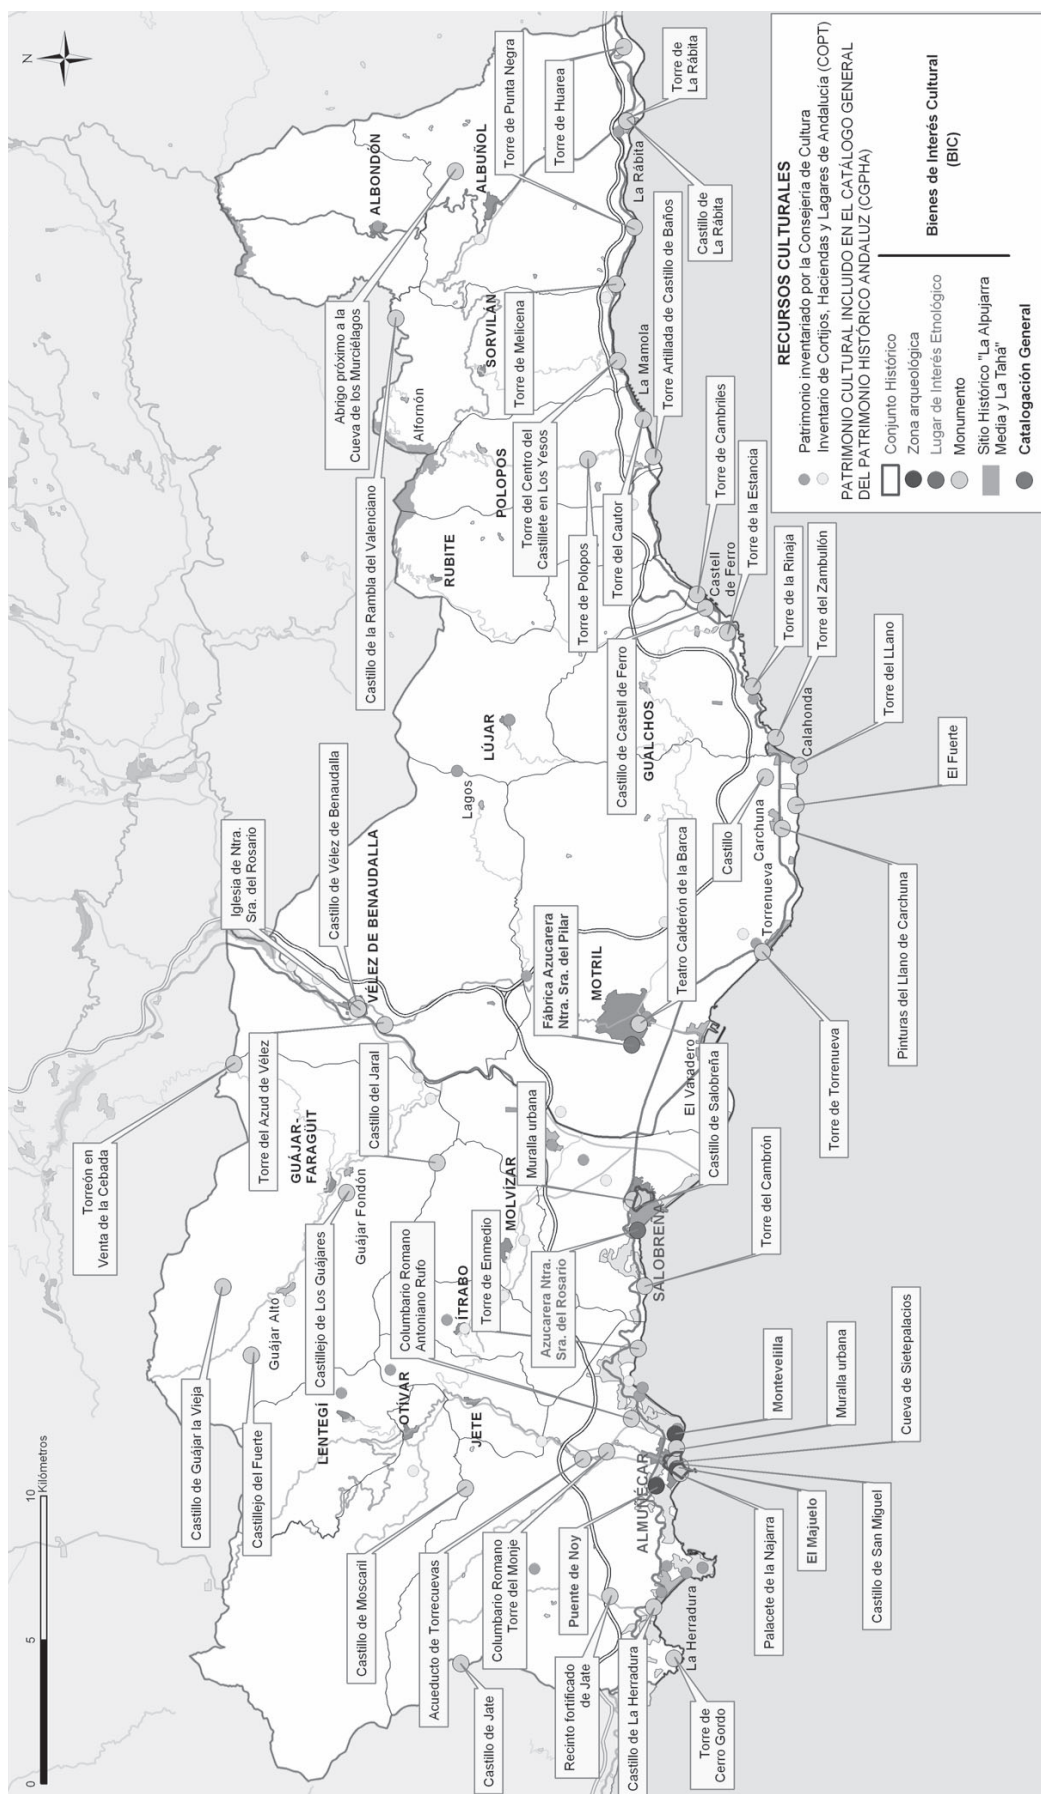 N
0
5
10
Kilómetros
Torreón en
Venta de la Cebada
Iglesia de Ntra.
Sra. del Rosario
Castillo de Vélez de Benaudalla
VÉLEZ DE BENAUDALLA
Torre del Azud de Vélez
Castillo del Jaral
Castillo de Guájar la Vieja
Castillejo del Fuerte
Guájar Alto
GUÁJAR-
FARAGÜIT
Guájar Fondón
Castillejo de Los Guájares
LENTEGÍ
OTÍVAR
JETE
ÍTRABO
MOLVÍZAR
Castillo de Moscaril
Castillo de Jate
Acueducto de Torrecuevas
Columbario Romano
Torre del Monje
Columbario Romano
Antoniano Rufo
Torre de Enmedio
Azucarera Ntra.
Sra. del Rosario
Muralla urbana
Recinto fortificado
de Jate
Castillo de La Herradura
Puente de Noy
ALMUÑÉCAR
La Herradura
Torre de
Cerro Gordo
Palacete de la Najarra
El Majuelo
Castillo de San Miguel
Cueva de Sietepalacios
Muralla urbana
Montevelilla
SALOBREÑA
Torre del Cambrón
Castillo de Salobreña
El Varadero
MOTRIL
Fábrica Azucarera
Ntra. Sra. del Pilar
Teatro Calderón de la Barca
Torrenueva
Torre de Torrenueva
Carchuna
Castillo
Pinturas del Llano de Carchuna
El Fuerte
Torre del LLano
Calahonda
Torre del Zambullón
Torre de la Rinaja
Lagos
LÚJAR
GUALCHOS
Castillo de Castell de Ferro
Castell
de Ferro
Torre de la Estancia
Torre de Cambriles
RUBITE
POLOPOS
Torre de Polopos
Torre del Cautor
Torre del Centro del
Castillete en Los Yesos
Torre Artillada de Castillo de Baños
La Mamola
Alfornón
SORVILÁN
Torre de Melicena
Castillo de la Rambla del Valenciano
Abrigo próximo a la
Cueva de los Murciélagos
ALBONDÓN
ALBUÑOL
Torre de Punta Negra
Torre de Huarea
La Rábita
Castillo de
La Rábita
Torre de
La Rábita
RECURSOS CULTURALES
Patrimonio inventariado por la Consejería de Cultura
Inventario de Cortijos, Haciendas y Lagares de Andalucía (COPT)
PATRIMONIO CULTURAL INCLUIDO EN EL CATÁLOGO GENERAL
DEL PATRIMONIO HISTÓRICO ANDALUZ (CGPHA)
Conjunto Histórico
Zona arqueológica
Lugar de Interés Etnológico
Monumento
Sitio Histórico "La Alpujarra
Media y La Tahá"
Bienes de Interés Cultural
(BIC)
Catalogación General